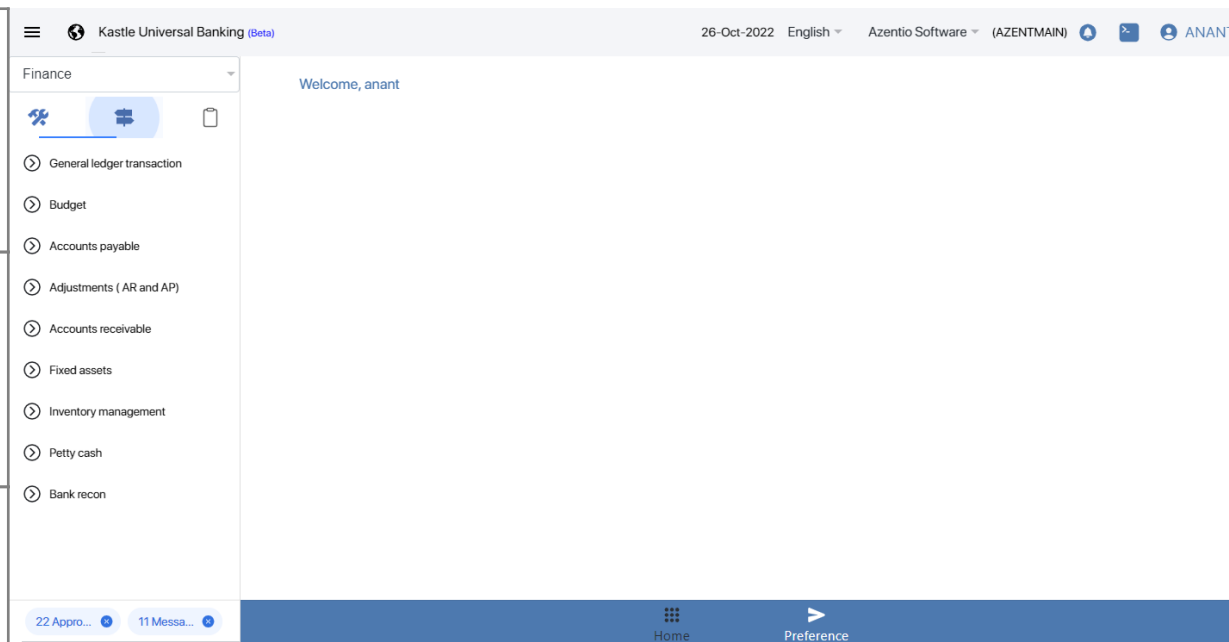 Kastle Universal Banking (Beta)
26-Oct-2022 English Azentio Software (AZENTMAIN) ANANT
Finance
Welcome, anant
General ledger transaction
Budget
Accounts payable
Adjustments ( AR and AP)
Accounts receivable
Fixed assets
Inventory management
Petty cash
Bank recon
22 Appro... 11 Messa...
Home Preference